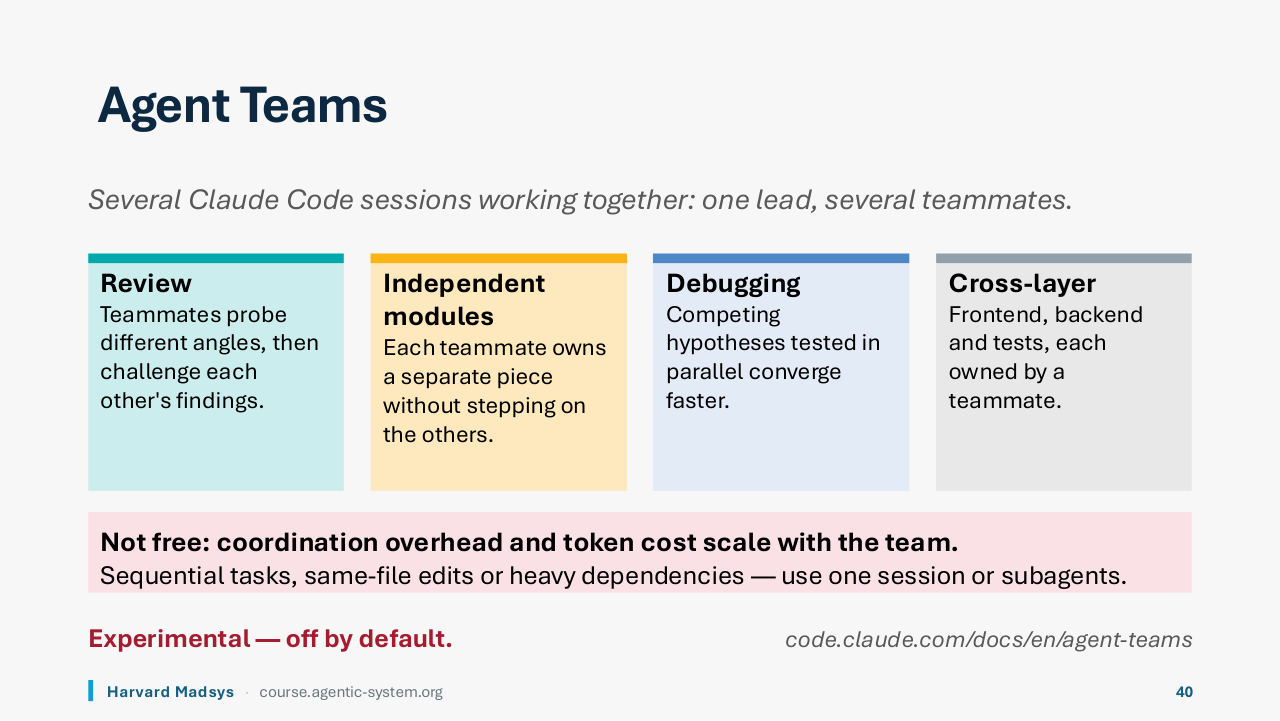 Agent Teams
Several Claude Code sessions working together: one lead, several teammates.
Review
Teammates probe
different angles, then
challenge each
other's findings.
Independent
modules
Each teammate owns
a separate piece
without stepping on
the others.
Debugging
Competing
hypotheses tested in
parallel converge
faster.
Cross-layer
Frontend, backend
and tests, each
owned by a
teammate.
Not free: coordination overhead and token cost scale with the team.
Sequential tasks, same-file edits or heavy dependencies — use one session or subagents.
Experimental — off by default.
code.claude.com/docs/en/agent-teams
Harvard Madsys · course.agentic-system.org
40